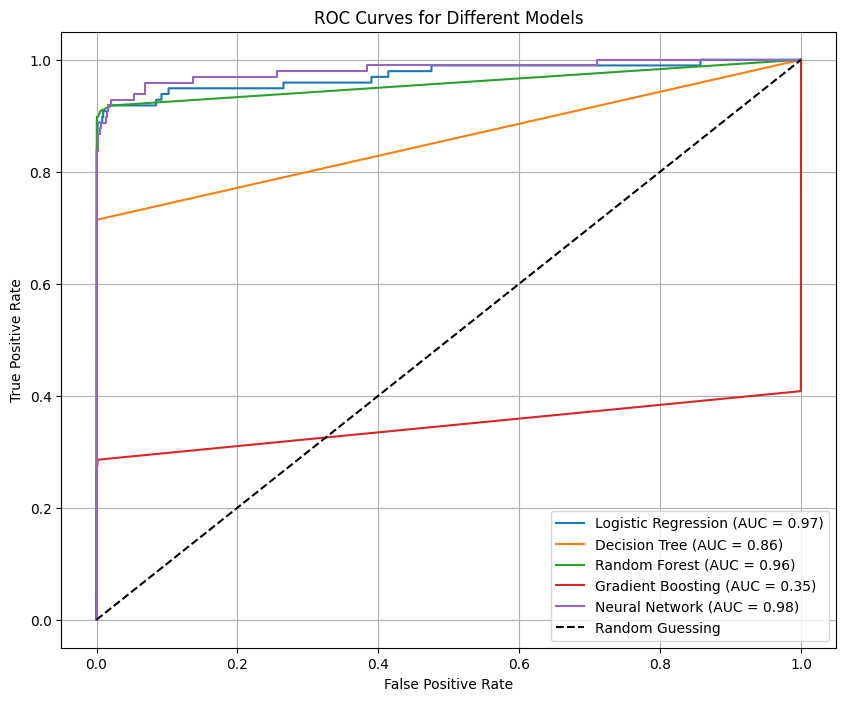 ROC Curves for Different Models
True Positive Rate
1.0
0.8
0.6
0.4
0.2
0.0
0.0 0.2 0.4 0.6 0.8 1.0
False Positive Rate
Logistic Regression (AUC = 0.97)
Decision Tree (AUC = 0.86)
Random Forest (AUC = 0.96)
Gradient Boosting (AUC = 0.35)
Neural Network (AUC = 0.98)
Random Guessing